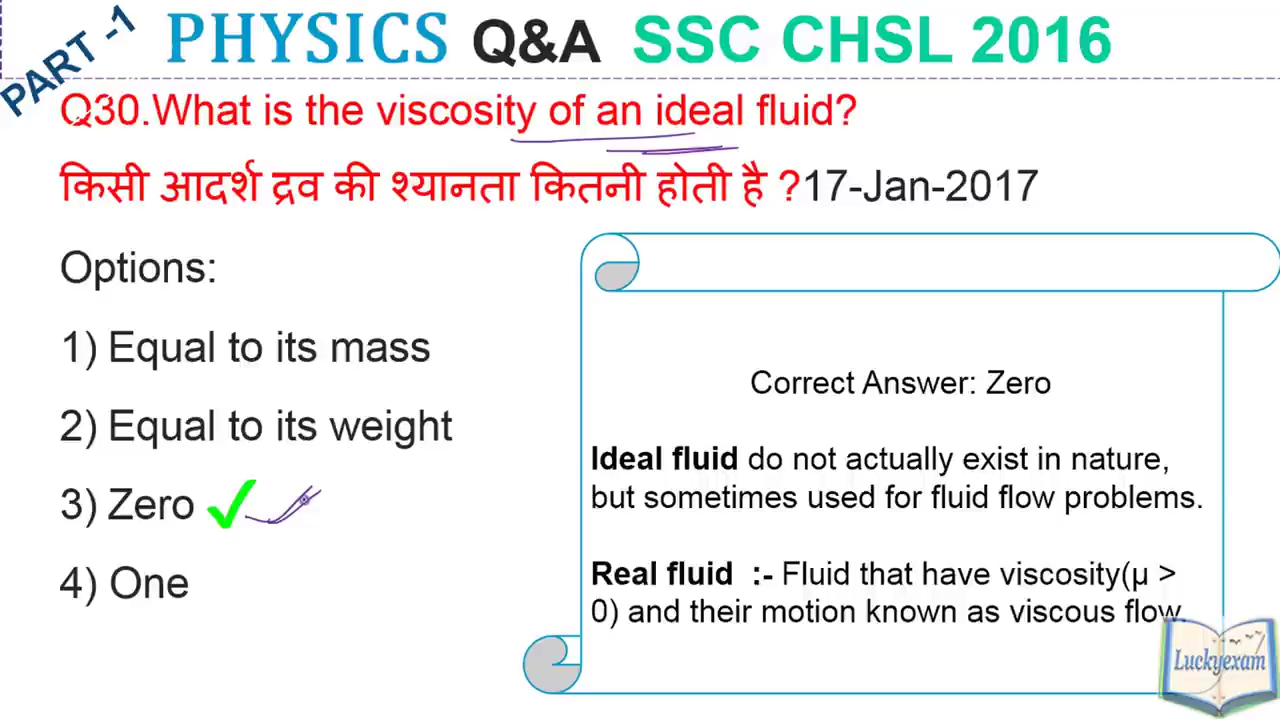 PART -1
PHYSICS Q&A SSC CHSL 2016
Q30.What is the viscosity of an ideal fluid?
किसी आदर्श द्रव की श्यानता कितनी होती है ?17-Jan-2017
Options:
1) Equal to its mass
2) Equal to its weight
3) Zero
4) One
Correct Answer: Zero
Ideal fluid do not actually exist in nature,
but sometimes used for fluid flow problems.
Real fluid :- Fluid that have viscosity(μ >
0) and their motion known as viscous flow.
Luckyexam